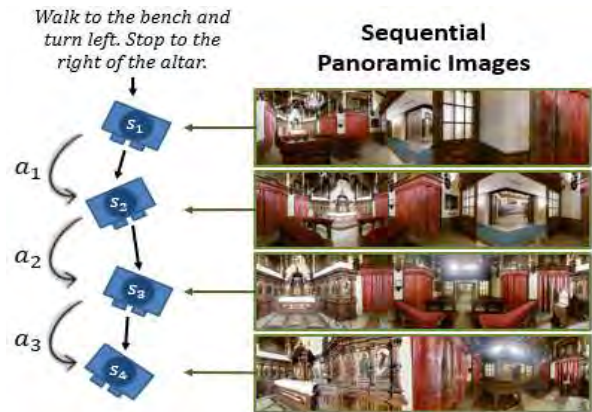 Walk to the bench and
turn left. Stop to the
right of the altar.
Sequential
Panoramic Images
s₁
a₁
s₂
a₂
s₃
a₃
s₄